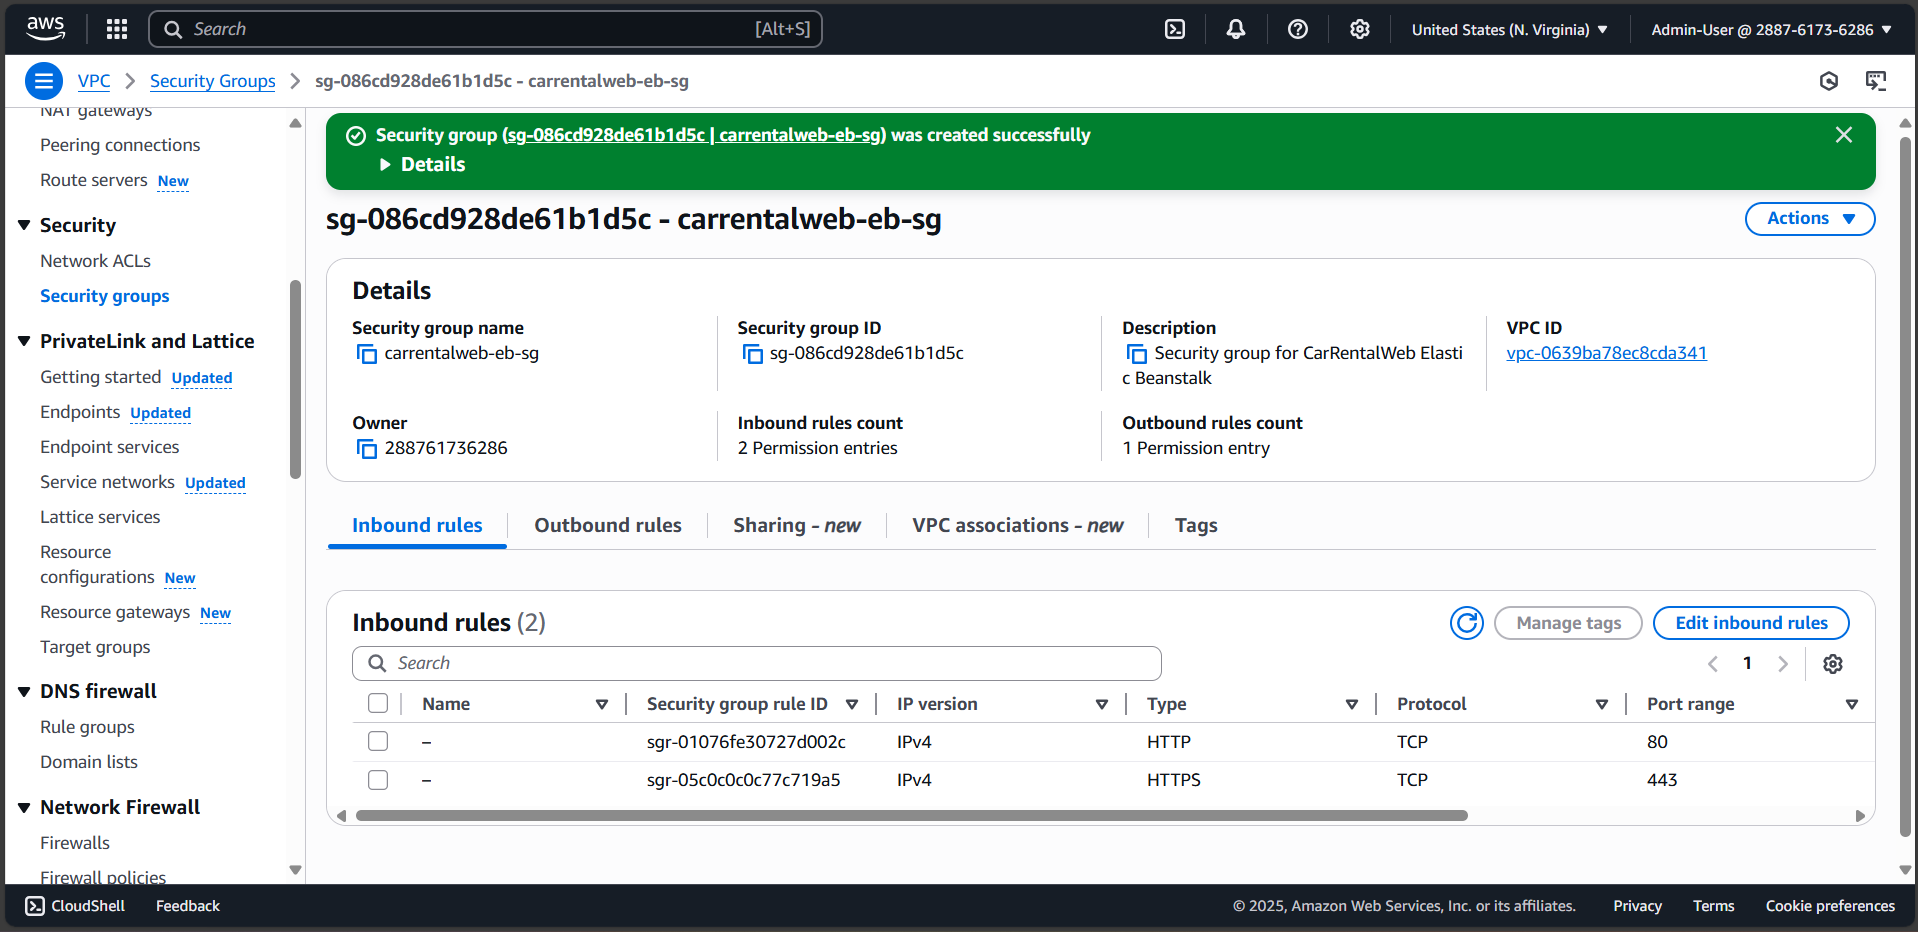 aws
Search
[Alt+S]
United States (N. Virginia)
Admin-User @ 2887-6173-6286
VPC
Security Groups
sg-086cd928de61b1d5c - carrentalweb-eb-sg
NAT gateways
Peering connections
Route servers New
Security
Network ACLs
Security groups
PrivateLink and Lattice
Getting started Updated
Endpoints Updated
Endpoint services
Service networks Updated
Lattice services
Resource
configurations New
Resource gateways New
Target groups
DNS firewall
Rule groups
Domain lists
Network Firewall
Firewalls
Firewall policies
Security group (sg-086cd928de61b1d5c | carrentalweb-eb-sg) was created successfully
Details
sg-086cd928de61b1d5c - carrentalweb-eb-sg
Actions
Details
Security group name
carrentalweb-eb-sg
Security group ID
sg-086cd928de61b1d5c
Description
Security group for CarRentalWeb Elasti
c Beanstalk
VPC ID
vpc-0639ba78ec8cda341
Owner
288761736286
Inbound rules count
2 Permission entries
Outbound rules count
1 Permission entry
Inbound rules
Outbound rules
Sharing - new
VPC associations - new
Tags
Inbound rules (2)
Manage tags
Edit inbound rules
Search
1
Name Security group rule ID IP version Type Protocol Port range
– sgr-01076fe30727d002c IPv4 HTTP TCP 80
– sgr-05c0c0c0c77c719a5 IPv4 HTTPS TCP 443
CloudShell
Feedback
© 2025, Amazon Web Services, Inc. or its affiliates.
Privacy
Terms
Cookie preferences